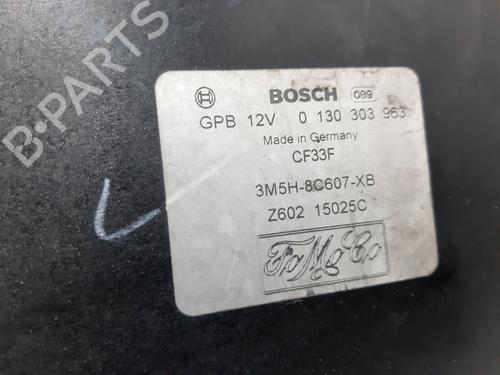 B-PARTS
BOSCH 089
GPB 12V 0 130 303 963
Made in Germany
CF33F
3M5H-8C607-XB
Z602 15025C
FoMoCo
B-PARTS